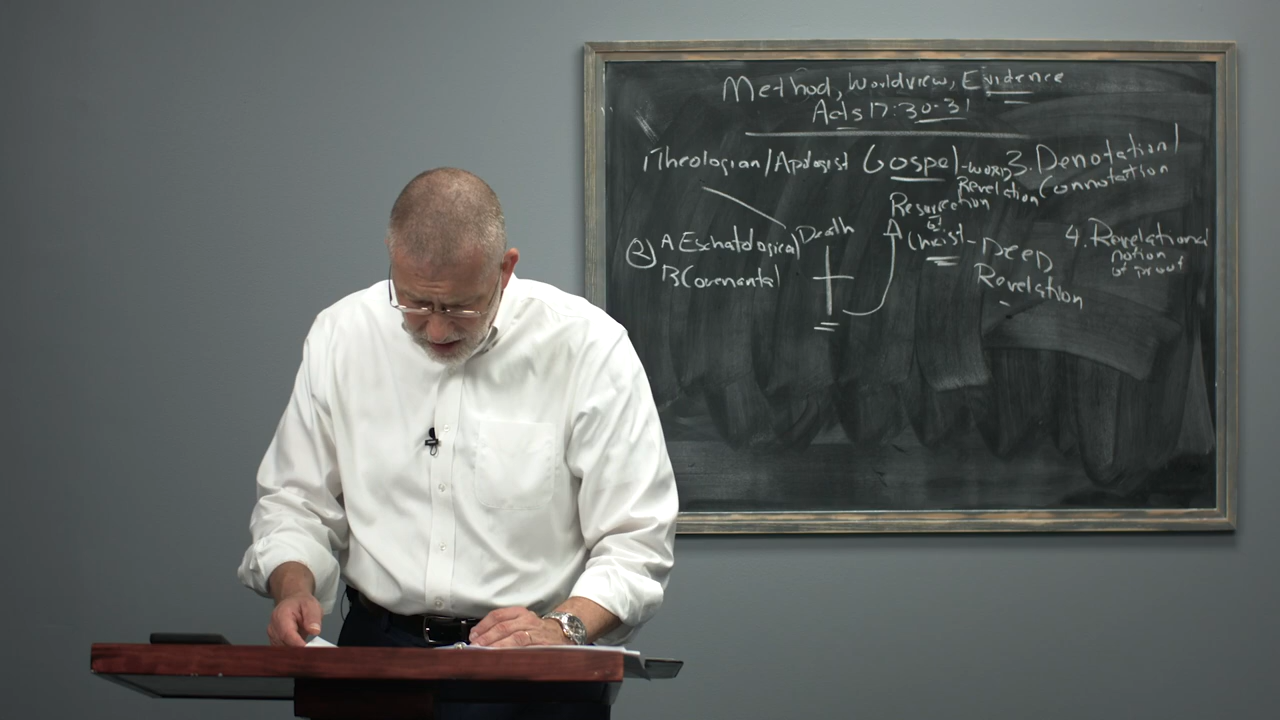 Method, Worldview, Evidence
Acts 17:30-31
1 Theologian/Apologist
Gospel-word
Revelation
3. Denotation/
Connotation
Resurrection
of
Christ - Deed
Revelation
2 A Eschatological
B Covenantal
Death
4. Revelational
notion
of proof